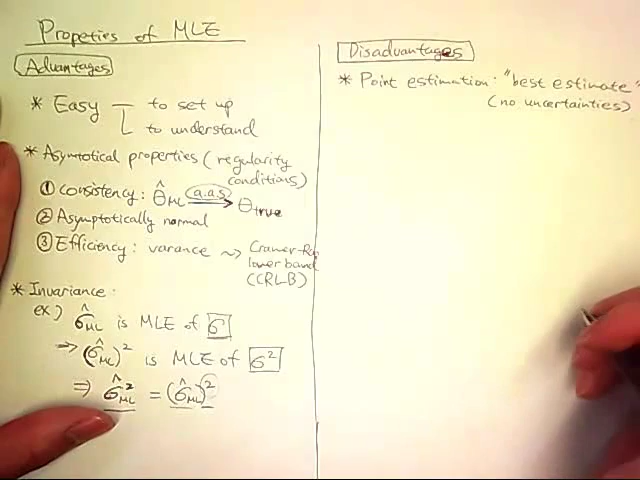 Propeties of MLE
Advantages
* Easy — to set up
to understand
* Asymtotical properties (regularity
conditions)
① consistency: θ̂ML a.a.s → θtrue
② Asymptotically normal
③ Efficiency: varance ⇝ Cramer-Rao
lower band
(CRLB)
* Invariance:
ex) σ̂ML is MLE of σ
→ (σ̂ML)² is MLE of σ²
⇒ σ̂²ML = (σ̂ML)²
Disadvantages
* Point estimation: "best estimate"
(no uncertainties)